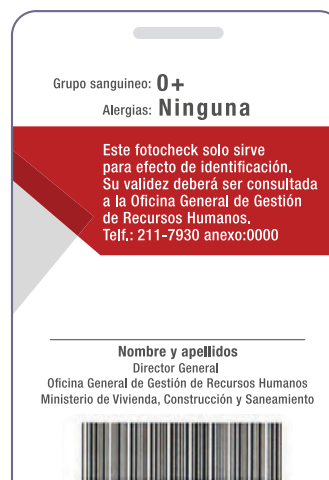 Grupo sanguineo: 0+
Alergias: Ninguna
Este fotocheck solo sirve
para efecto de identificación.
Su validez deberá ser consultada
a la Oficina General de Gestión
de Recursos Humanos.
Telf.: 211-7930 anexo:0000
Nombre y apellidos
Director General
Oficina General de Gestión de Recursos Humanos
Ministerio de Vivienda, Construcción y Saneamiento